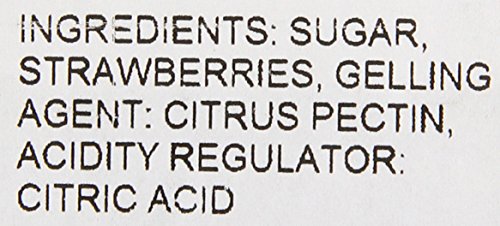 INGREDIENTS: SUGAR,
STRAWBERRIES, GELLING
AGENT: CITRUS PECTIN,
ACIDITY REGULATOR:
CITRIC ACID